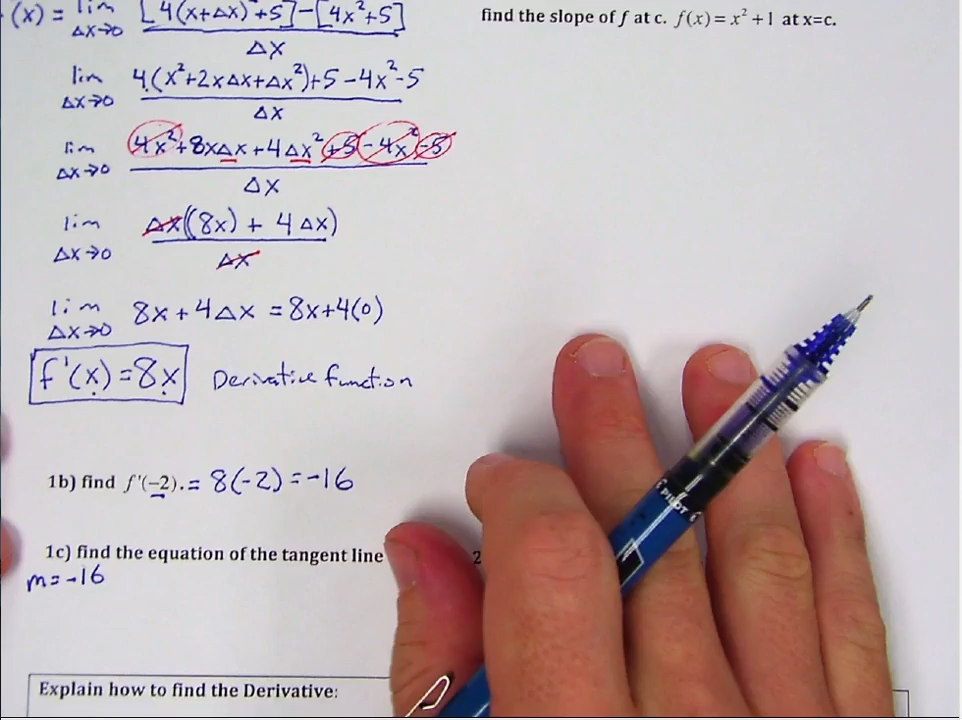 (x) = lim [4(x+Δx)²+5]-[4x²+5]
Δx→0 Δx
find the slope of f at c. f(x) = x² + 1 at x=c.
lim 4(x²+2xΔx+Δx²)+5-4x²-5
Δx→0 Δx
lim 4x²+8xΔx+4Δx²+5-4x²-5
Δx→0 Δx
lim Δx((8x) + 4Δx)
Δx→0 Δx
lim 8x+4Δx = 8x+4(0)
Δx→0
f'(x) = 8x Derivative function
1b) find f'(-2). = 8(-2) = -16
1c) find the equation of the tangent line 2
m = -16
PILOT
Explain how to find the Derivative: